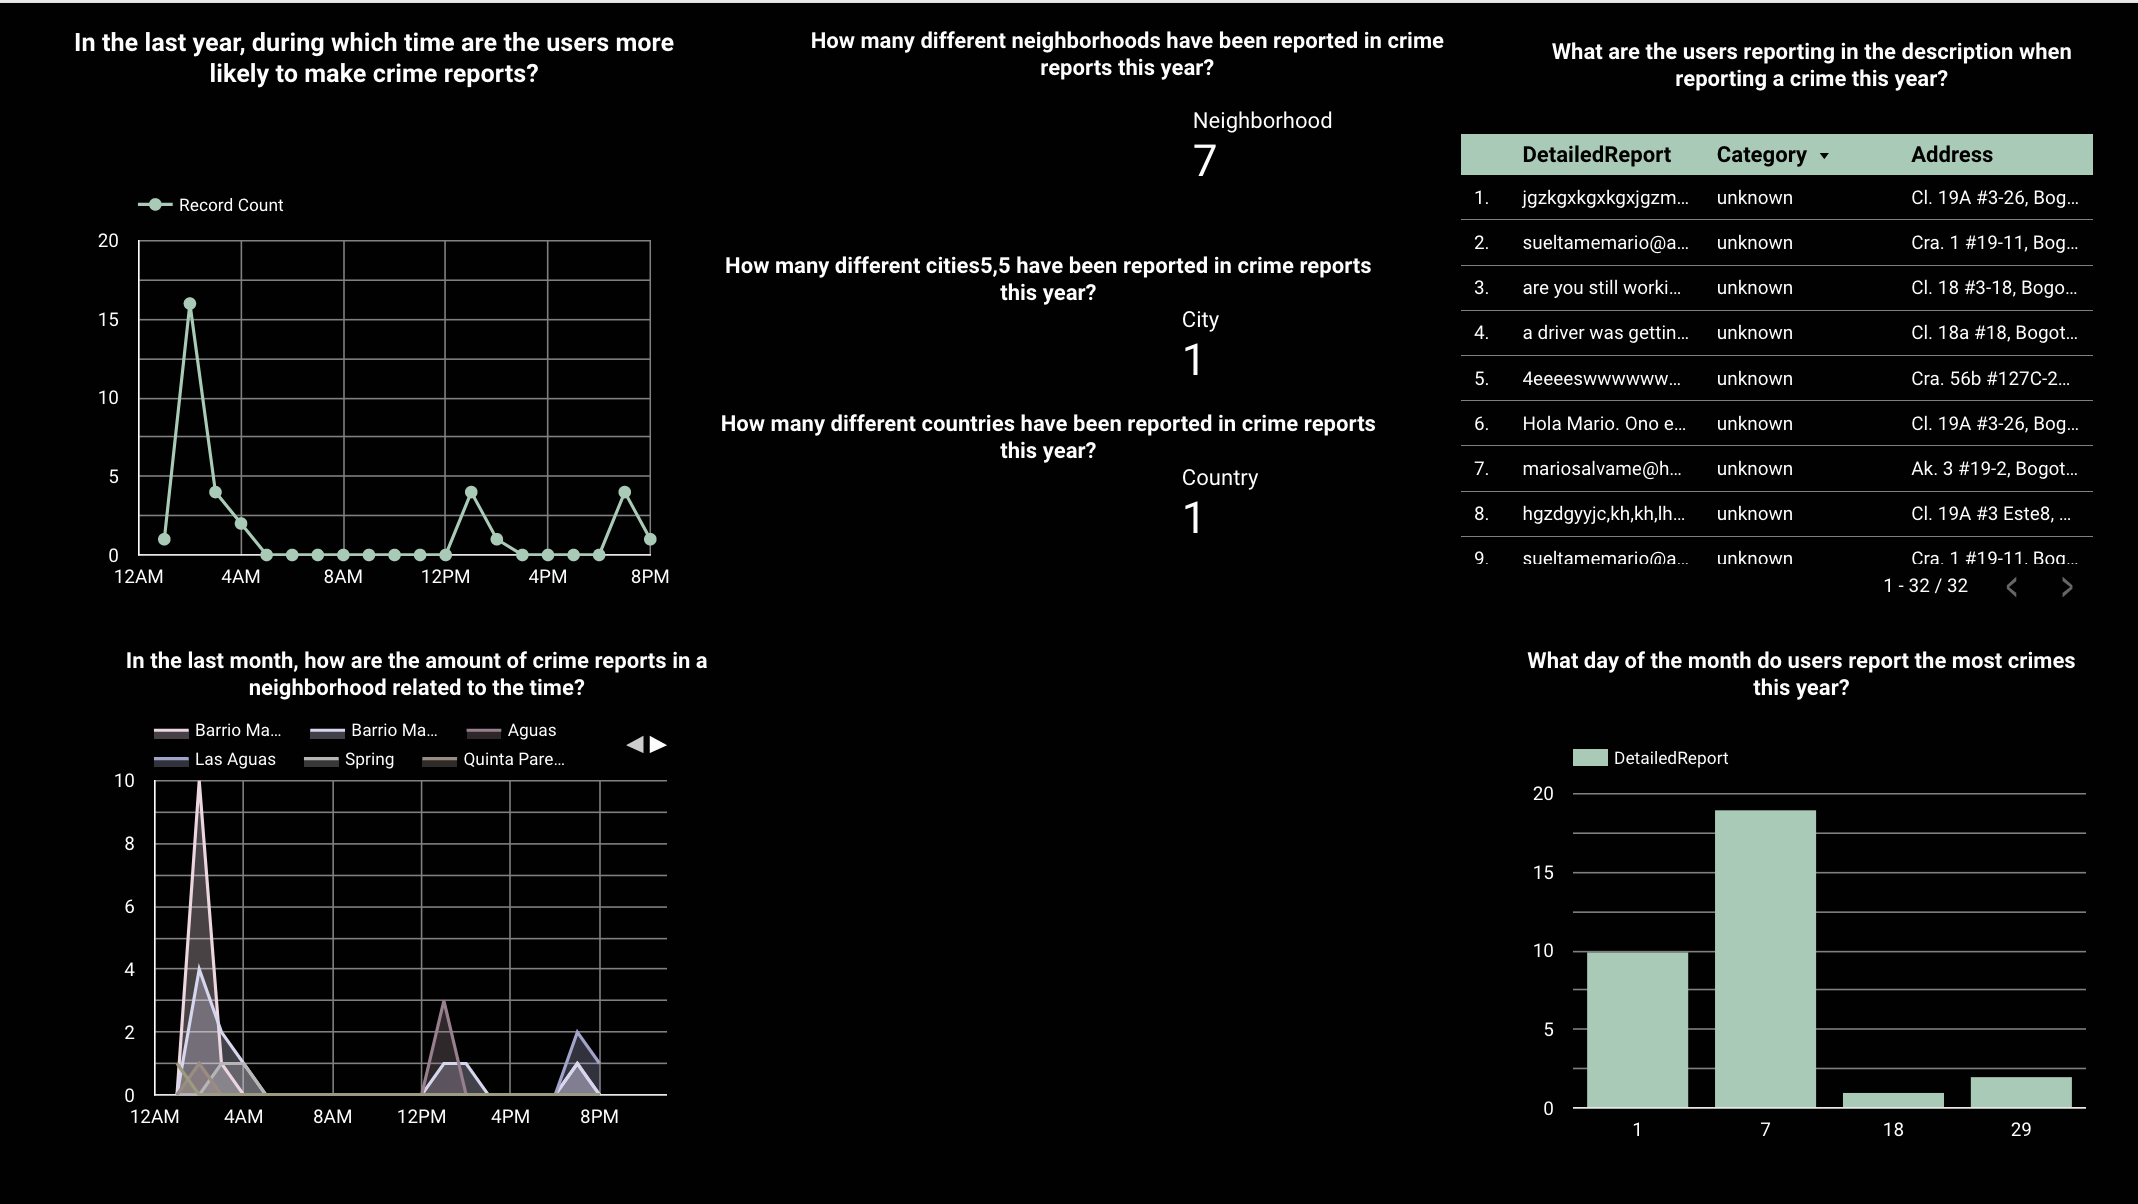 In the last year, during which time are the users more
likely to make crime reports?
Record Count
20
15
10
5
0
12AM 4AM 8AM 12PM 4PM 8PM
How many different neighborhoods have been reported in crime
reports this year?
Neighborhood
7
How many different cities5,5 have been reported in crime reports
this year?
City
1
How many different countries have been reported in crime reports
this year?
Country
1
What are the users reporting in the description when
reporting a crime this year?
DetailedReport Category Address
1. jgzkgxkgxkgxjgzm... unknown Cl. 19A #3-26, Bog...
2. sueltamemario@a... unknown Cra. 1 #19-11, Bog...
3. are you still worki... unknown Cl. 18 #3-18, Bogo...
4. a driver was gettin... unknown Cl. 18a #18, Bogot...
5. 4eeeeswwwwww... unknown Cra. 56b #127C-2...
6. Hola Mario. Ono e... unknown Cl. 19A #3-26, Bog...
7. mariosalvame@h... unknown Ak. 3 #19-2, Bogot...
8. hgzdgyyjc,kh,kh,lh... unknown Cl. 19A #3 Este8, ...
9. sueltamemario@a... unknown Cra. 1 #19-11, Bog...
1 - 32 / 32
In the last month, how are the amount of crime reports in a
neighborhood related to the time?
Barrio Ma... Barrio Ma... Aguas
Las Aguas Spring Quinta Pare...
10
8
6
4
2
0
12AM 4AM 8AM 12PM 4PM 8PM
What day of the month do users report the most crimes
this year?
DetailedReport
20
15
10
5
0
1 7 18 29